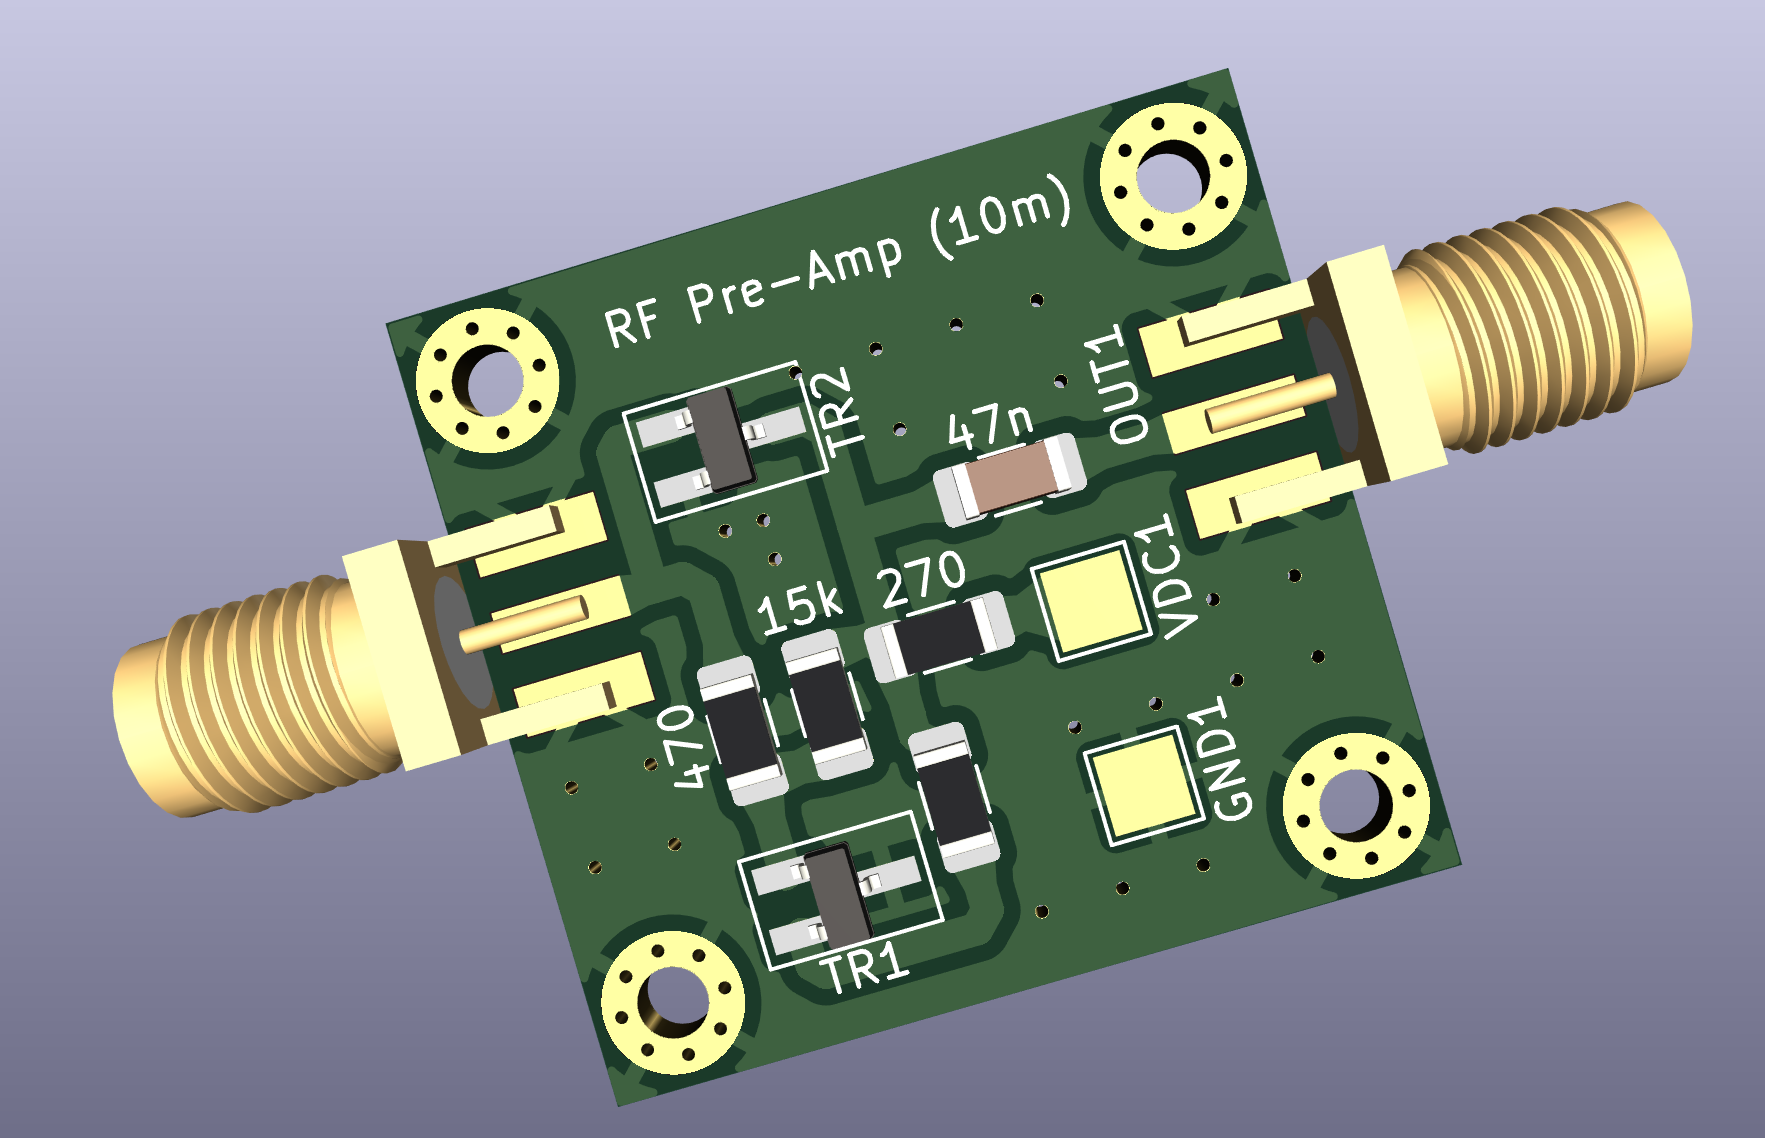 RF Pre-Amp (10m)
TR2
OUT1
47n
270
15k
VDC1
470
GND1
TR1